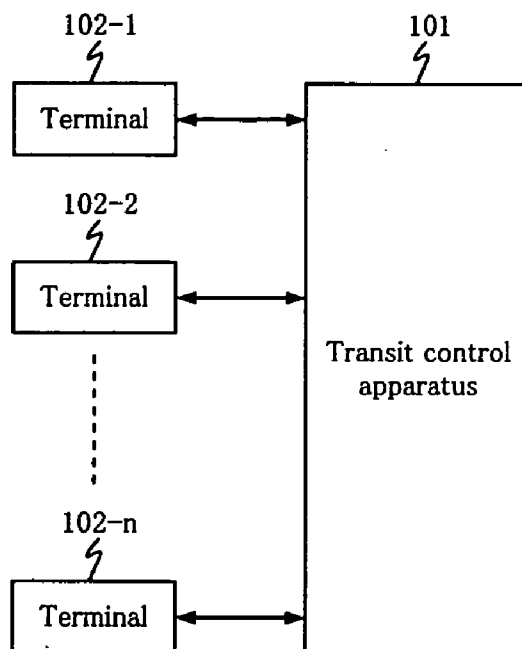 102-1
101
Terminal
102-2
Terminal
Transit control
apparatus
102-n
Terminal